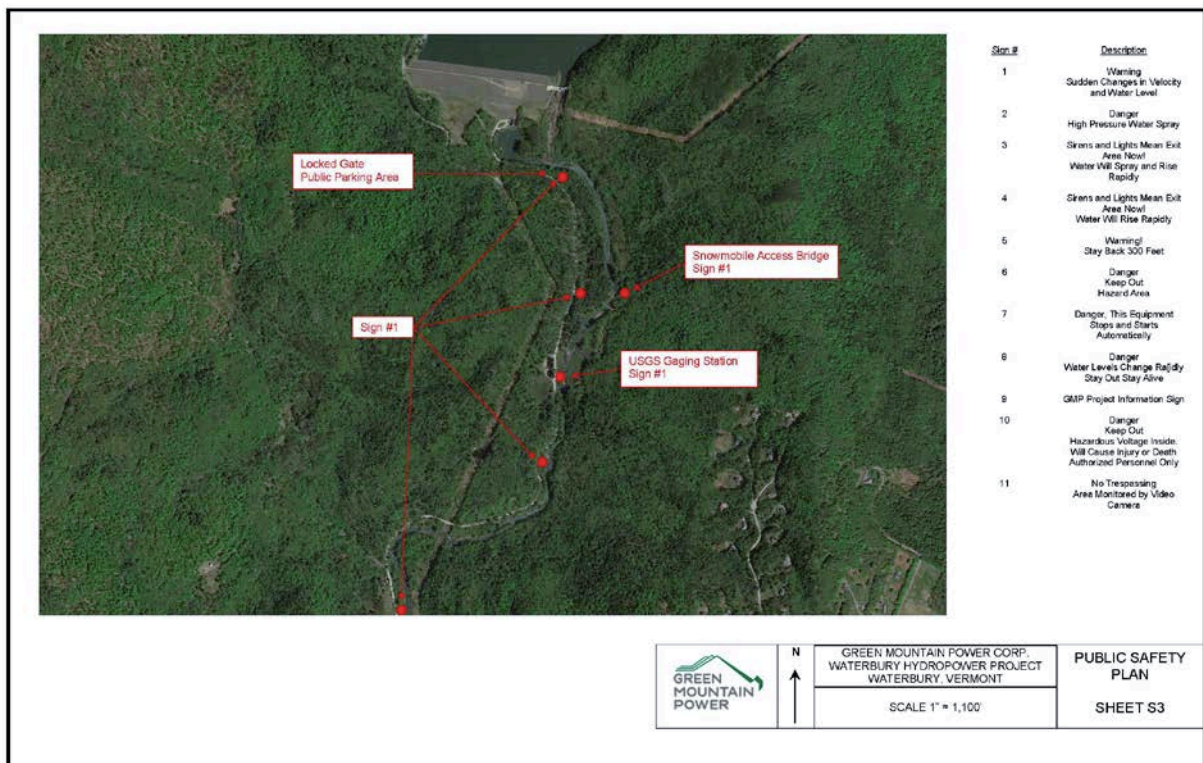 Locked Gate
Public Parking Area
Snowmobile Access Bridge
Sign #1
Sign #1
USGS Gaging Station
Sign #1
Sign # Description
1 Warning
Sudden Changes in Velocity
and Water Level
2 Danger
High Pressure Water Spray
3 Sirens and Lights Mean Exit
Area Now!
Water Will Spray and Rise
Rapidly
4 Sirens and Lights Mean Exit
Area Now!
Water Will Rise Rapidly
5 Warning!
Stay Back 300 Feet
6 Danger
Keep Out
Hazard Area
7 Danger, This Equipment
Stops and Starts
Automatically
8 Danger
Water Levels Change Rapidly
Stay Out Stay Alive
9 GMP Project Information Sign
10 Danger
Keep Out
Hazardous Voltage Inside.
Will Cause Injury or Death
Authorized Personnel Only
11 No Trespassing
Area Monitored by Video
Camera
GREEN
MOUNTAIN
POWER
N
GREEN MOUNTAIN POWER CORP.
WATERBURY HYDROPOWER PROJECT
WATERBURY, VERMONT
SCALE 1" = 1,100'
PUBLIC SAFETY
PLAN
SHEET S3